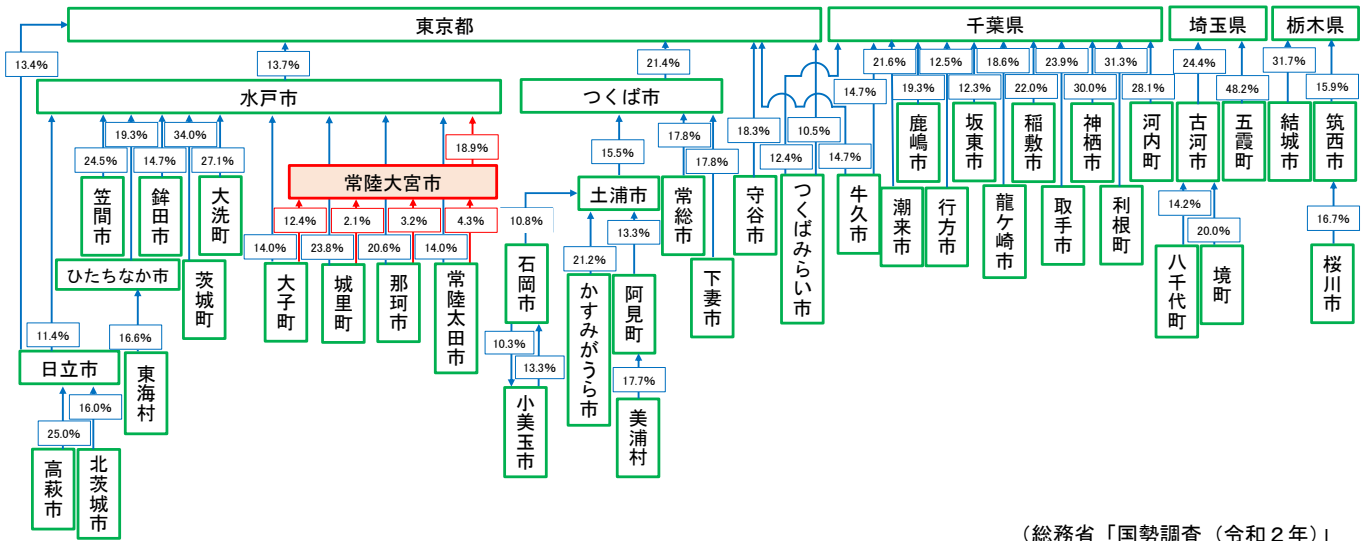 東京都
千葉県
埼玉県
栃木県
13.4%
13.7%
21.4%
21.6%
12.5%
18.6%
23.9%
31.3%
24.4%
31.7%
14.7%
19.3%
12.3%
22.0%
30.0%
28.1%
48.2%
15.9%
水戸市
つくば市
19.3%
34.0%
18.9%
17.8%
18.3%
10.5%
24.5%
14.7%
27.1%
15.5%
17.8%
12.4%
14.7%
鹿嶋市
坂東市
稲敷市
神栖市
河内町
古河市
五霞町
結城市
筑西市
常陸大宮市
笠間市
鉾田市
大洗町
土浦市
常総市
守谷市
つくばみらい市
牛久市
潮来市
行方市
龍ケ崎市
取手市
利根町
12.4%
2.1%
3.2%
4.3%
14.0%
23.8%
20.6%
14.0%
10.8%
13.3%
21.2%
14.2%
20.0%
16.7%
ひたちなか市
茨城町
大子町
城里町
那珂市
常陸太田市
石岡市
かすみがうら市
阿見町
下妻市
八千代町
境町
桜川市
11.4%
16.6%
10.3%
13.3%
17.7%
日立市
東海村
小美玉市
美浦村
16.0%
25.0%
高萩市
北茨城市
(総務省「国勢調査(令和2年)」